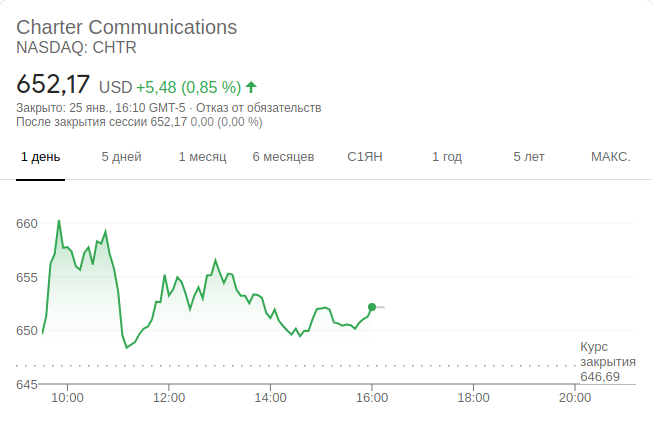 Charter Communications
NASDAQ: CHTR
652,17 USD +5,48 (0,85 %)
Закрыто: 25 янв., 16:10 GMT-5 · Отказ от обязательств
После закрытия сессии 652,17 0,00 (0,00 %)
1 день 5 дней 1 месяц 6 месяцев С1ЯН 1 год 5 лет МАКС.
660
655
650
Курс
закрытия
646,69
645
10:00 12:00 14:00 16:00 18:00 20:00